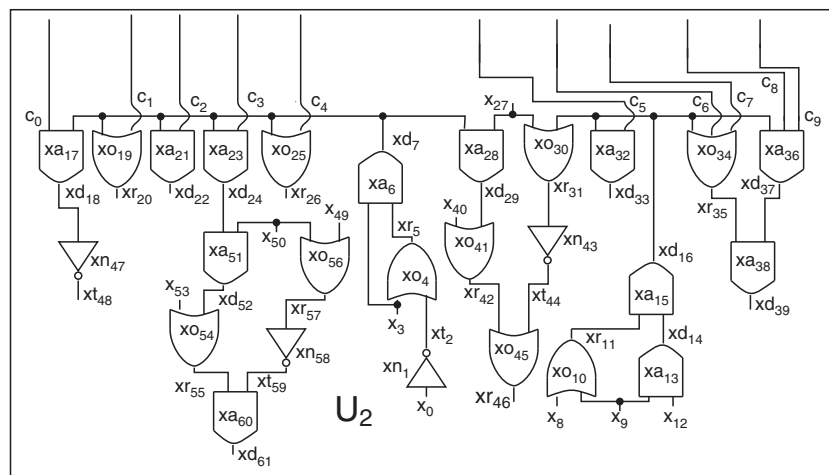 c₀ c₁ c₂ c₃ c₄ x₂₇ c₅ c₆ c₇ c₈ c₉
xa₁₇ xo₁₉ xa₂₁ xa₂₃ xo₂₅ xd₇ xa₂₈ xo₃₀ xa₃₂ xo₃₄ xa₃₆
xd₁₈ xr₂₀ xd₂₂ xd₂₄ xr₂₆ xa₆ xd₂₉ xr₃₁ xd₃₃ xr₃₅ xd₃₇
xn₄₇ xa₅₁ x₅₀ x₄₉ xo₅₆ xr₅ x₄₀ xo₄₁ xn₄₃ xd₁₆ xa₃₈
xt₄₈ x₅₃ xd₅₂ xr₅₇ xo₄ xr₄₂ xt₄₄ xa₁₅ xd₃₉
xo₅₄ xn₅₈ x₃ xt₂ xo₄₅ xr₁₁ xd₁₄
xr₅₅ xt₅₉ xn₁ xo₁₀ xa₁₃
xa₆₀ U₂ x₀ xr₄₆ x₈ x₉ x₁₂
xd₆₁